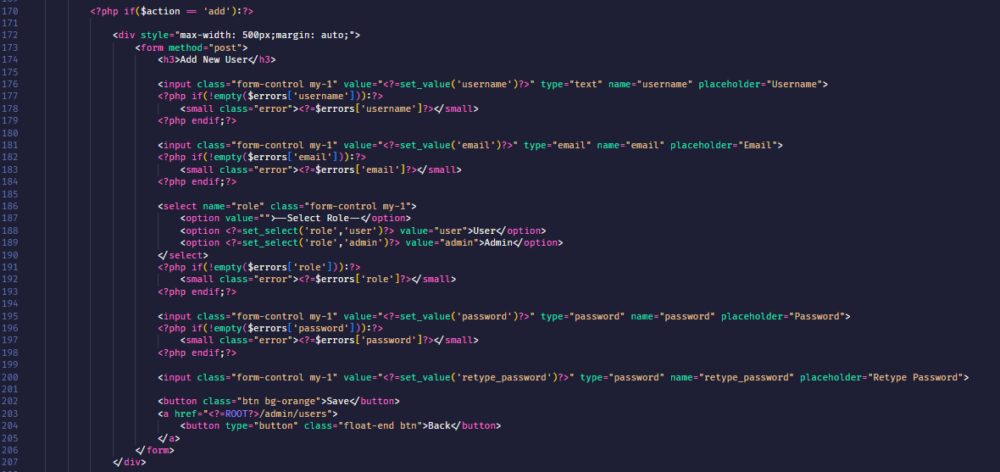 170 <?php if($action == 'add'):?>
171
172 <div style="max-width: 500px;margin: auto;">
173 <form method="post">
174 <h3>Add New User</h3>
175
176 <input class="form-control my-1" value="<?=set_value('username')?>" type="text" name="username" placeholder="Username">
177 <?php if(!empty($errors['username'])):?>
178 <small class="error"><?=$errors['username']?></small>
179 <?php endif;?>
180
181 <input class="form-control my-1" value="<?=set_value('email')?>" type="email" name="email" placeholder="Email">
182 <?php if(!empty($errors['email'])):?>
183 <small class="error"><?=$errors['email']?></small>
184 <?php endif;?>
185
186 <select name="role" class="form-control my-1">
187 <option value="">--Select Role--</option>
188 <option <?=set_select('role','user')?> value="user">User</option>
189 <option <?=set_select('role','admin')?> value="admin">Admin</option>
190 </select>
191 <?php if(!empty($errors['role'])):?>
192 <small class="error"><?=$errors['role']?></small>
193 <?php endif;?>
194
195 <input class="form-control my-1" value="<?=set_value('password')?>" type="password" name="password" placeholder="Password">
196 <?php if(!empty($errors['password'])):?>
197 <small class="error"><?=$errors['password']?></small>
198 <?php endif;?>
199
200 <input class="form-control my-1" value="<?=set_value('retype_password')?>" type="password" name="retype_password" placeholder="Retype Password">
201
202 <button class="btn bg-orange">Save</button>
203 <a href="<?=ROOT?>/admin/users">
204 <button type="button" class="float-end btn">Back</button>
205 </a>
206 </form>
207 </div>